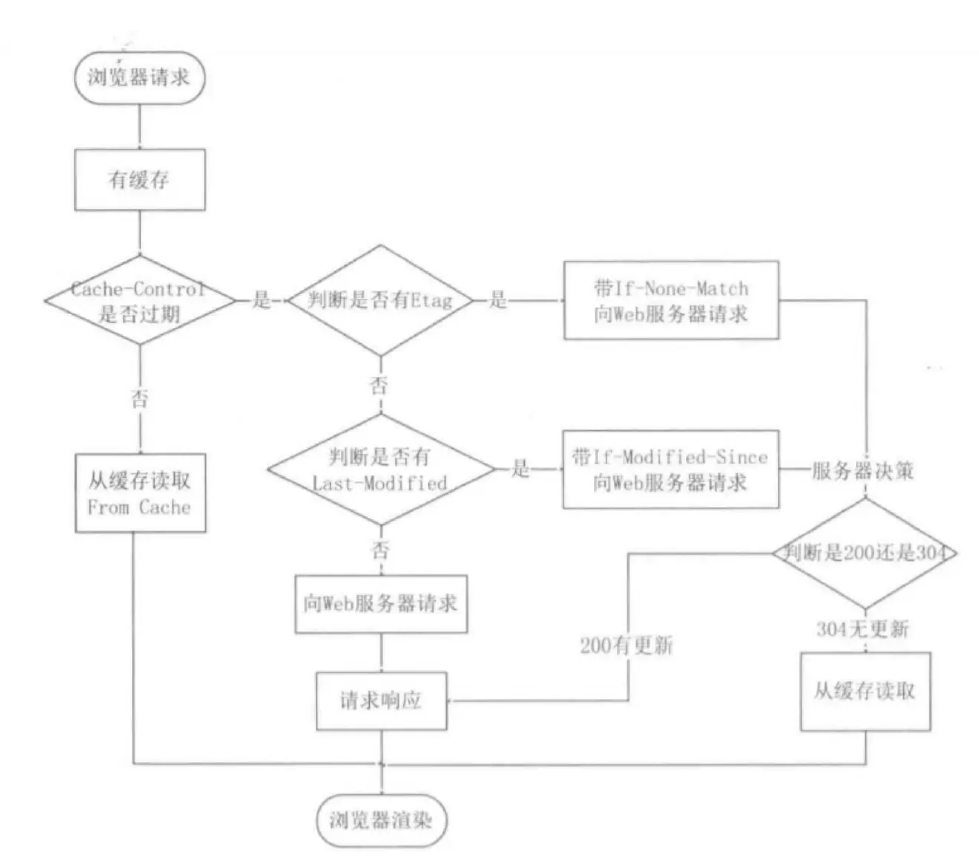 浏览器请求
有缓存
Cache-Control
是否过期
是
判断是否有Etag
是
带If-None-Match
向Web服务器请求
否
否
从缓存读取
From Cache
判断是否有
Last-Modified
是
带If-Modified-Since
向Web服务器请求
服务器决策
判断是200还是304
否
向Web服务器请求
200有更新
304无更新
请求响应
从缓存读取
浏览器渲染